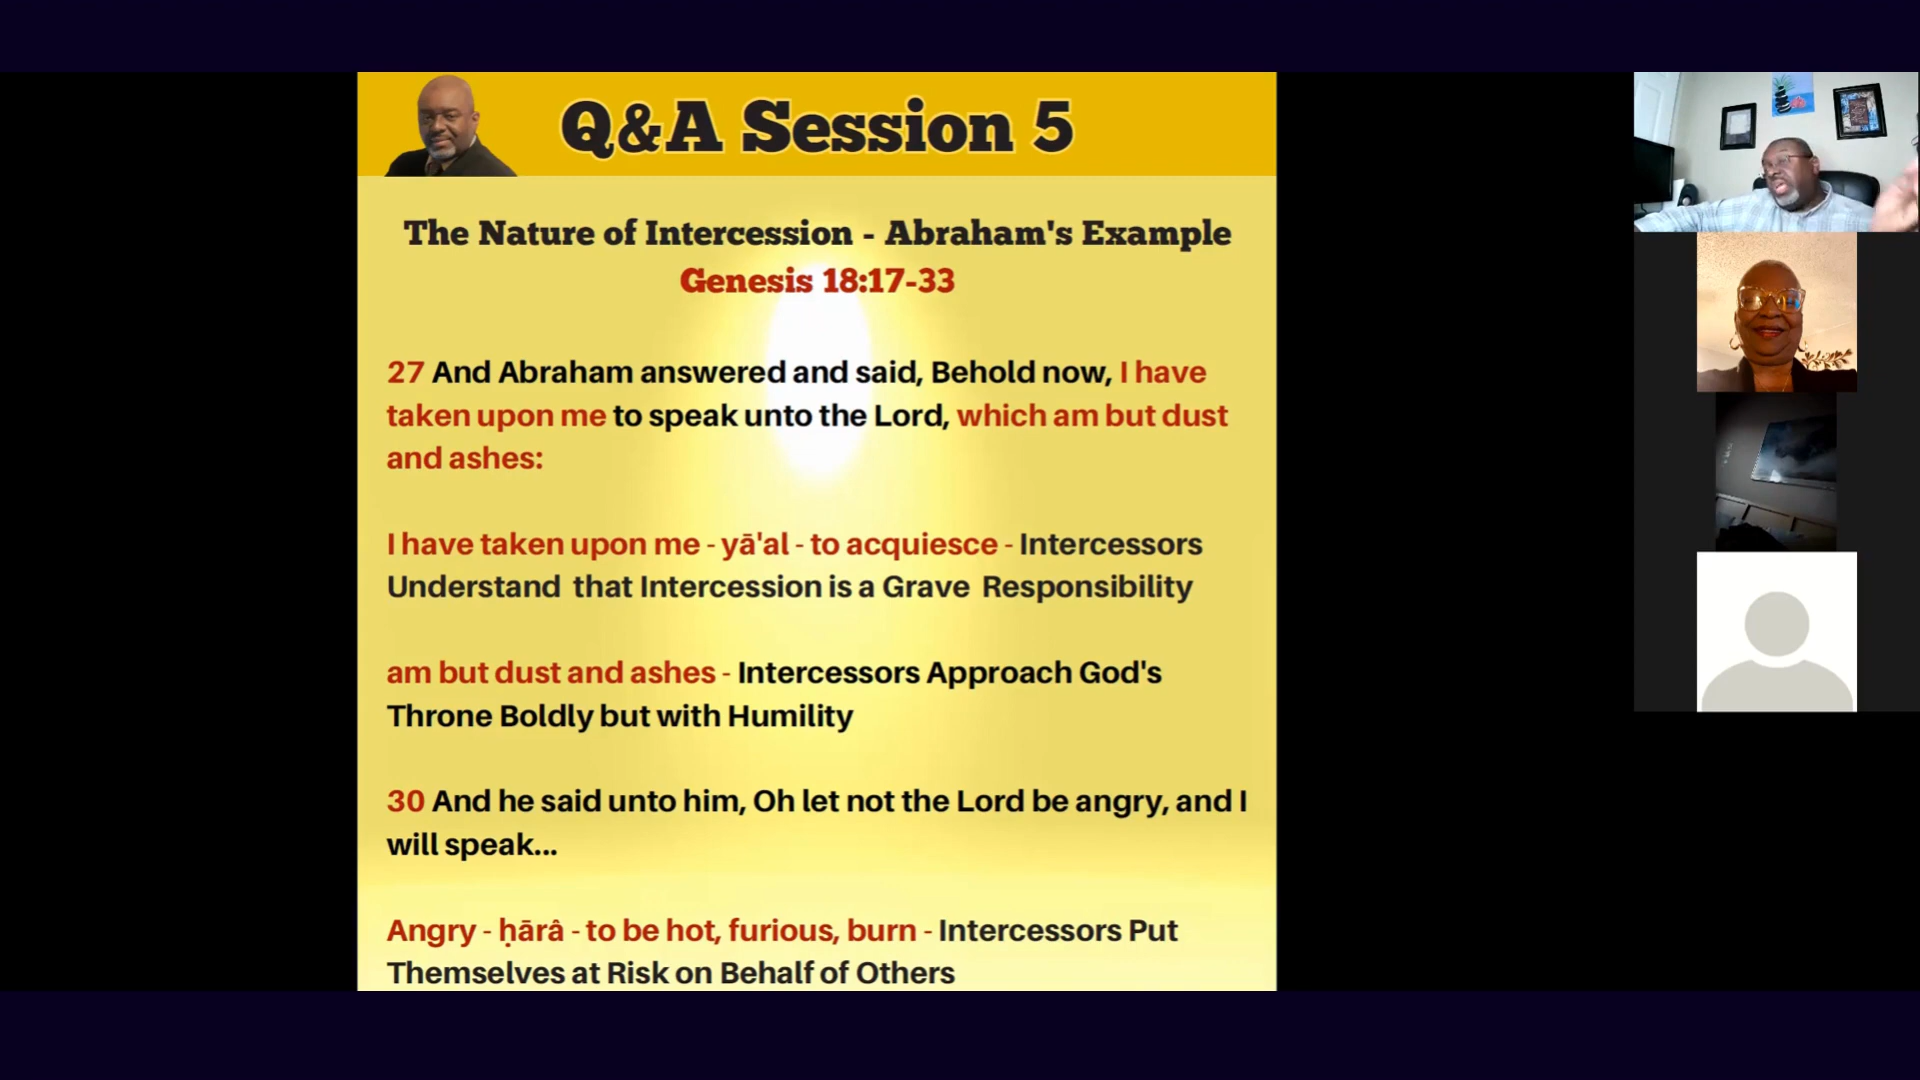 Q&A Session 5
The Nature of Intercession - Abraham's Example
Genesis 18:17-33
27 And Abraham answered and said, Behold now, I have
taken upon me to speak unto the Lord, which am but dust
and ashes:
I have taken upon me - yā'al - to acquiesce - Intercessors
Understand that Intercession is a Grave Responsibility
am but dust and ashes - Intercessors Approach God's
Throne Boldly but with Humility
30 And he said unto him, Oh let not the Lord be angry, and I
will speak...
Angry - ḥārâ - to be hot, furious, burn - Intercessors Put
Themselves at Risk on Behalf of Others